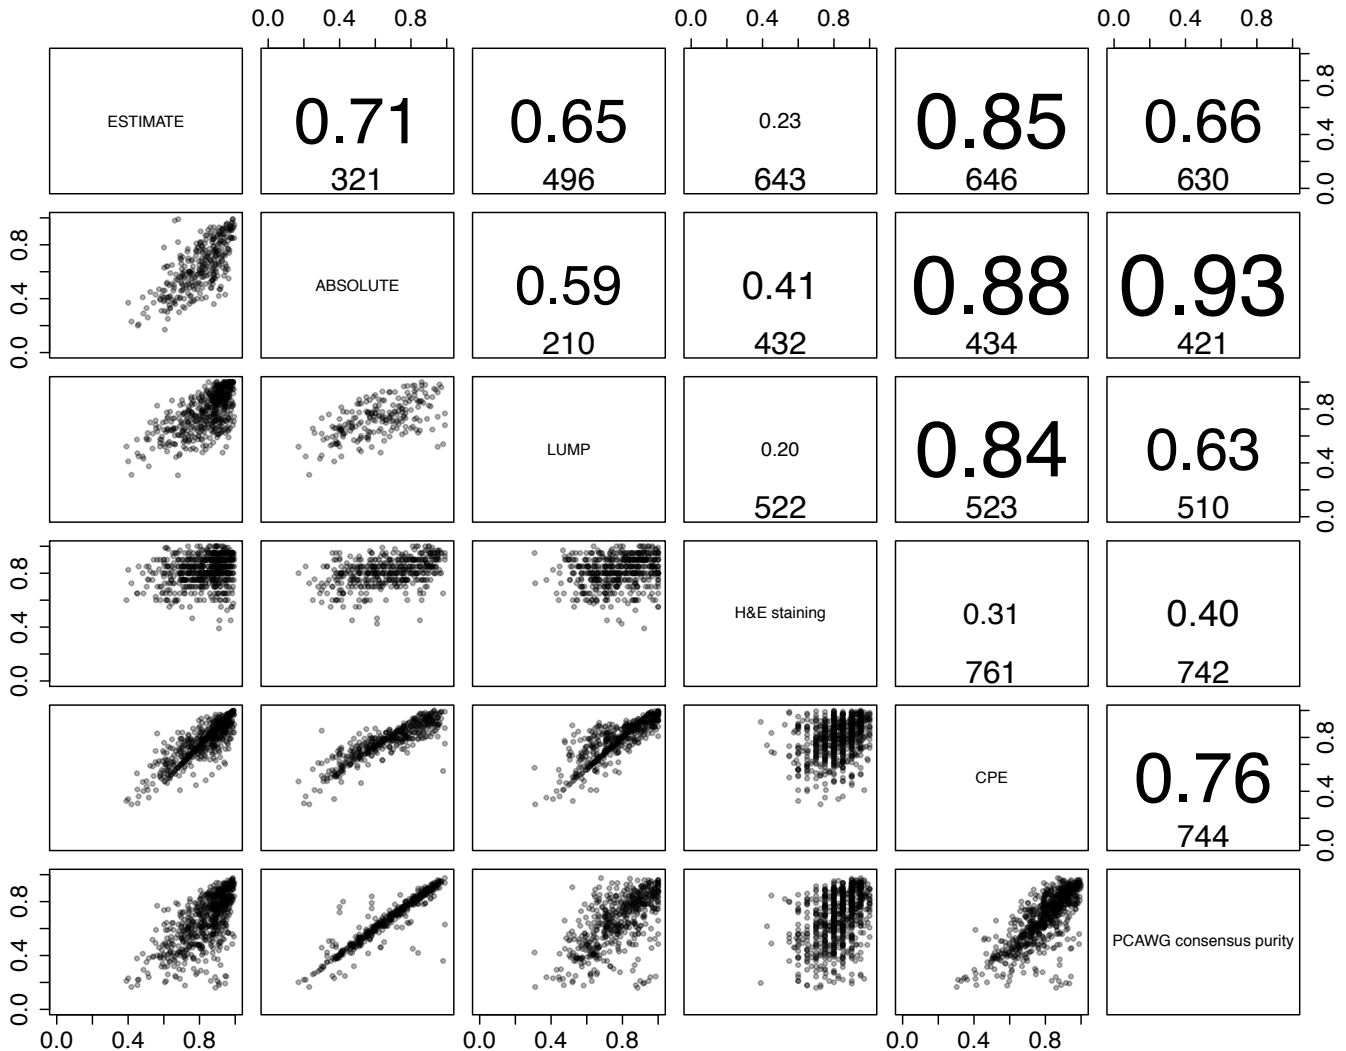 0.0 0.4 0.8 0.0 0.4 0.8 0.0 0.4 0.8
ESTIMATE 0.71 0.65 0.23 0.85 0.66
321 496 643 646 630
0.0 0.4 0.8
0.0 0.4 0.8
ABSOLUTE 0.59 0.41 0.88 0.93
210 432 434 421
LUMP 0.20 0.84 0.63
522 523 510
0.0 0.4 0.8
0.0 0.4 0.8
H&E staining 0.31 0.40
761 742
CPE 0.76
744
0.0 0.4 0.8
0.0 0.4 0.8
PCAWG consensus purity
0.0 0.4 0.8 0.0 0.4 0.8 0.0 0.4 0.8